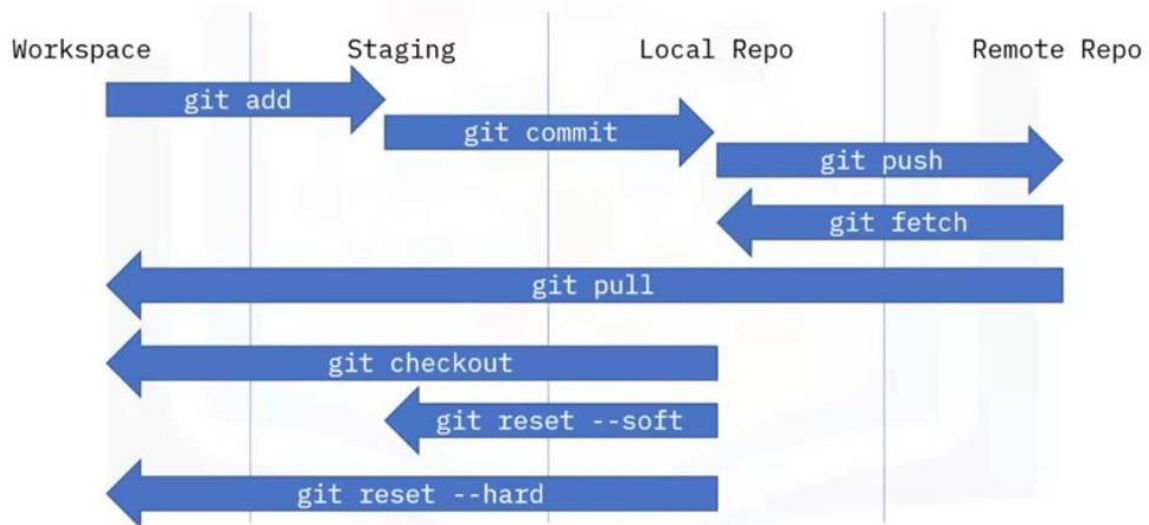 Workspace
Staging
Local Repo
Remote Repo
git add
git commit
git push
git fetch
git pull
git checkout
git reset --soft
git reset --hard